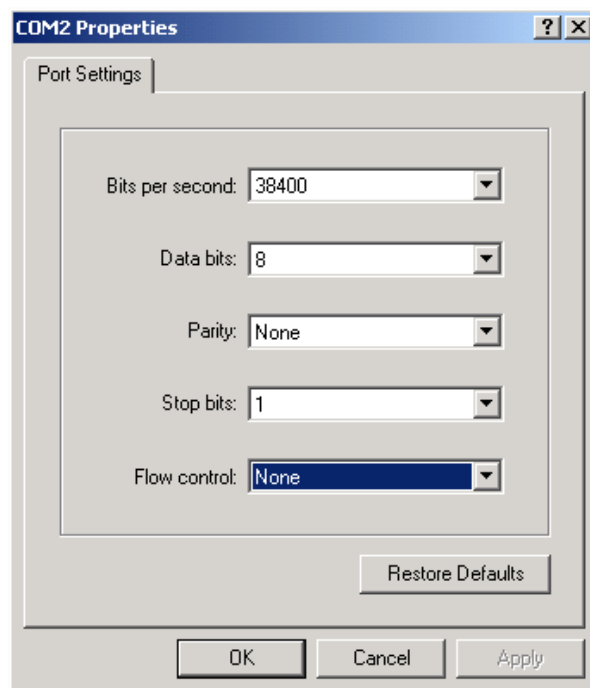 COM2 Properties
Port Settings
Bits per second: 38400
Data bits: 8
Parity: None
Stop bits: 1
Flow control: None
Restore Defaults
OK Cancel Apply